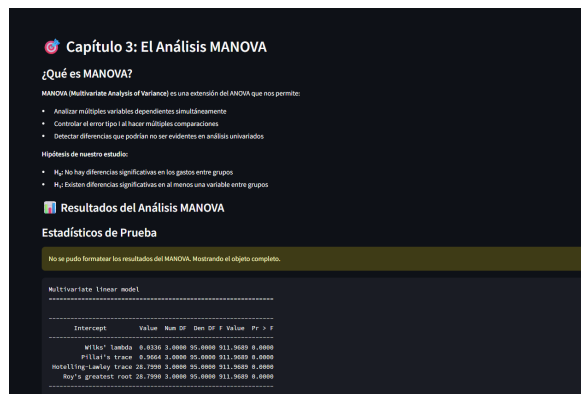 🎯 Capítulo 3: El Análisis MANOVA
¿Qué es MANOVA?
MANOVA (Multivariate Analysis of Variance) es una extensión del ANOVA que nos permite:
• Analizar múltiples variables dependientes simultáneamente
• Controlar el error tipo I al hacer múltiples comparaciones
• Detectar diferencias que podrían no ser evidentes en análisis univariados
Hipótesis de nuestro estudio:
• H₀: No hay diferencias significativas en los gastos entre grupos
• H₁: Existen diferencias significativas en al menos una variable entre grupos
📊 Resultados del Análisis MANOVA
Estadísticos de Prueba
No se pudo formatear los resultados del MANOVA. Mostrando el objeto completo.
Multivariate linear model
================================================================
----------------------------------------------------------------
Intercept Value Num DF Den DF F Value Pr > F
----------------------------------------------------------------
Wilks' lambda 0.0336 3.0000 95.0000 911.9689 0.0000
Pillai's trace 0.9664 3.0000 95.0000 911.9689 0.0000
Hotelling-Lawley trace 28.7990 3.0000 95.0000 911.9689 0.0000
Roy's greatest root 28.7990 3.0000 95.0000 911.9689 0.0000
----------------------------------------------------------------